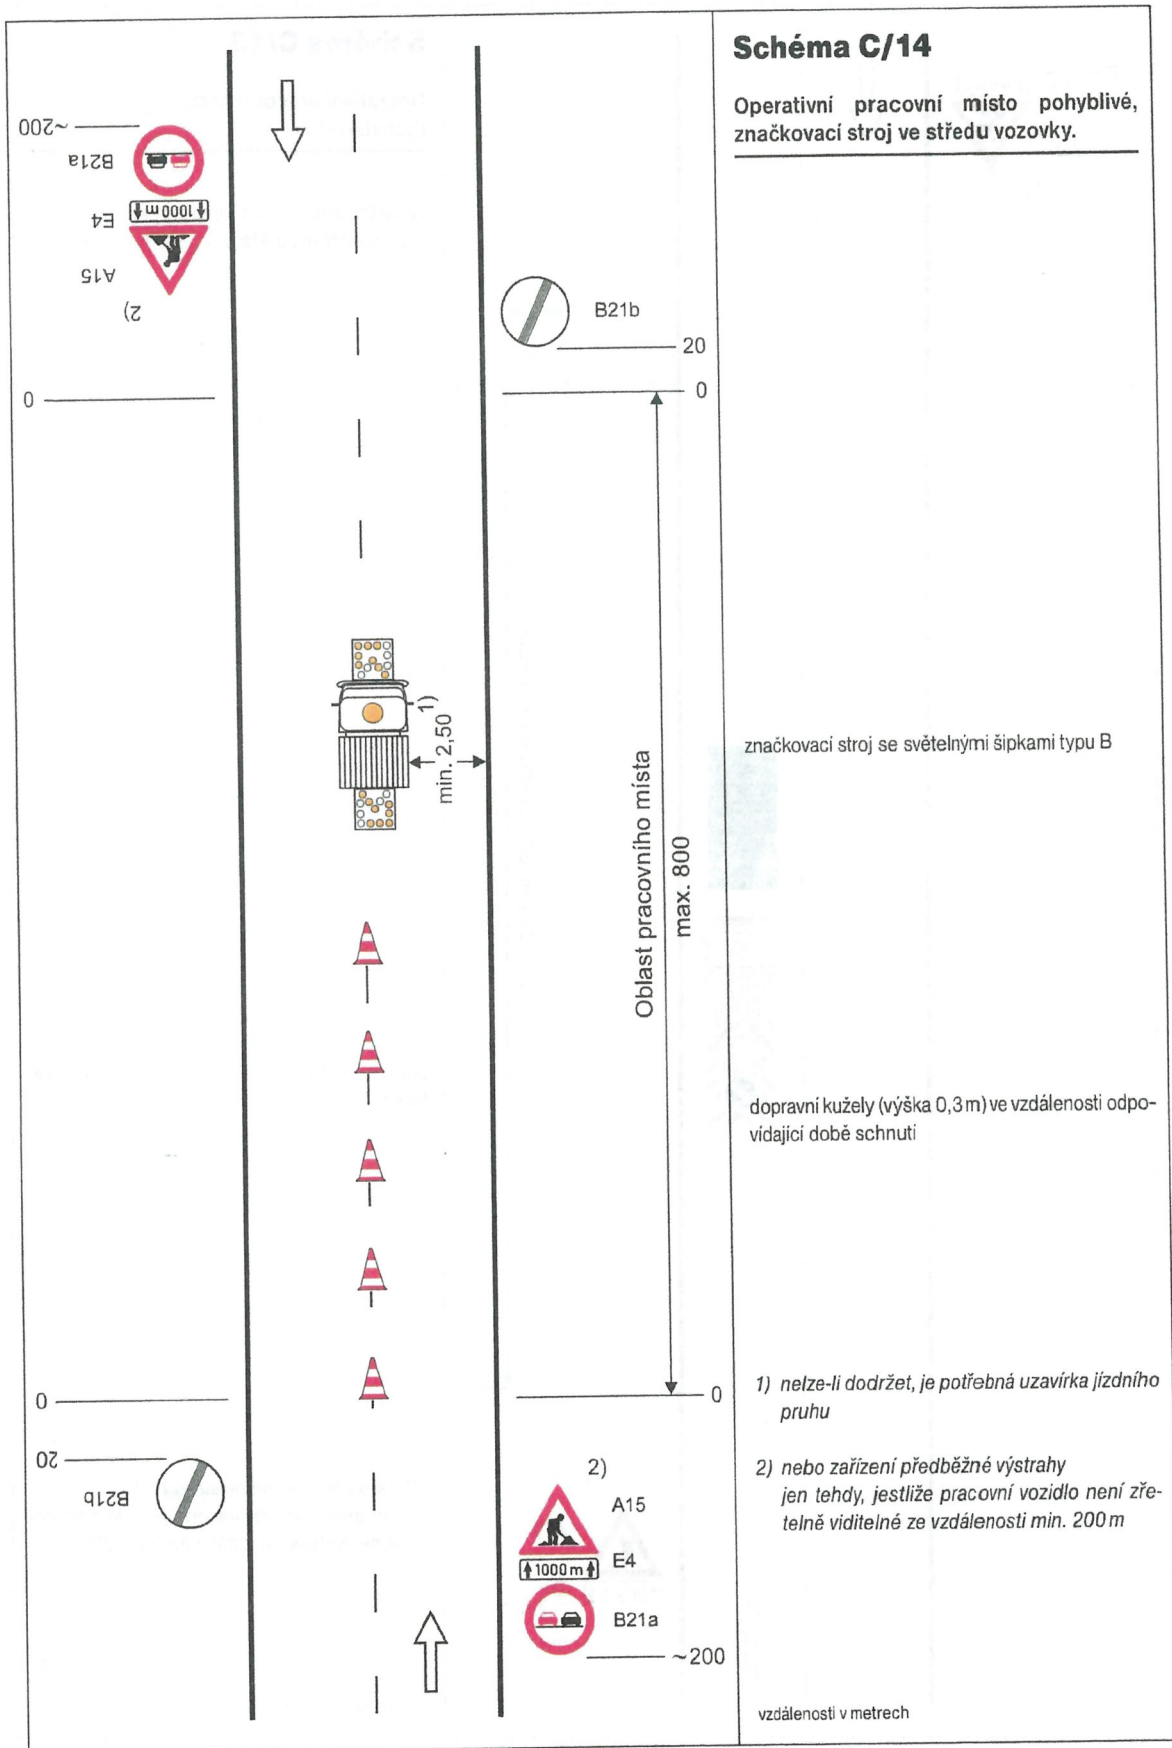 Schéma C/14
Operativní pracovní místo pohyblivé,
značkovací stroj ve středu vozovky.
~200
B21a
1000 m
E4
A15
2)
B21b
20
0
0
1)
min. 2,50
značkovací stroj se světelnými šipkami typu B
Oblast pracovního místa
max. 800
dopravní kužely (výška 0,3 m) ve vzdálenosti odpo-
vídající době schnutí
0
0
20
B21b
1) nelze-li dodržet, je potřebná uzavírka jízdního
pruhu
2) nebo zařízení předběžné výstrahy
jen tehdy, jestliže pracovní vozidlo není zře-
telně viditelné ze vzdálenosti min. 200 m
2)
A15
1000 m
E4
B21a
~200
vzdálenosti v metrech